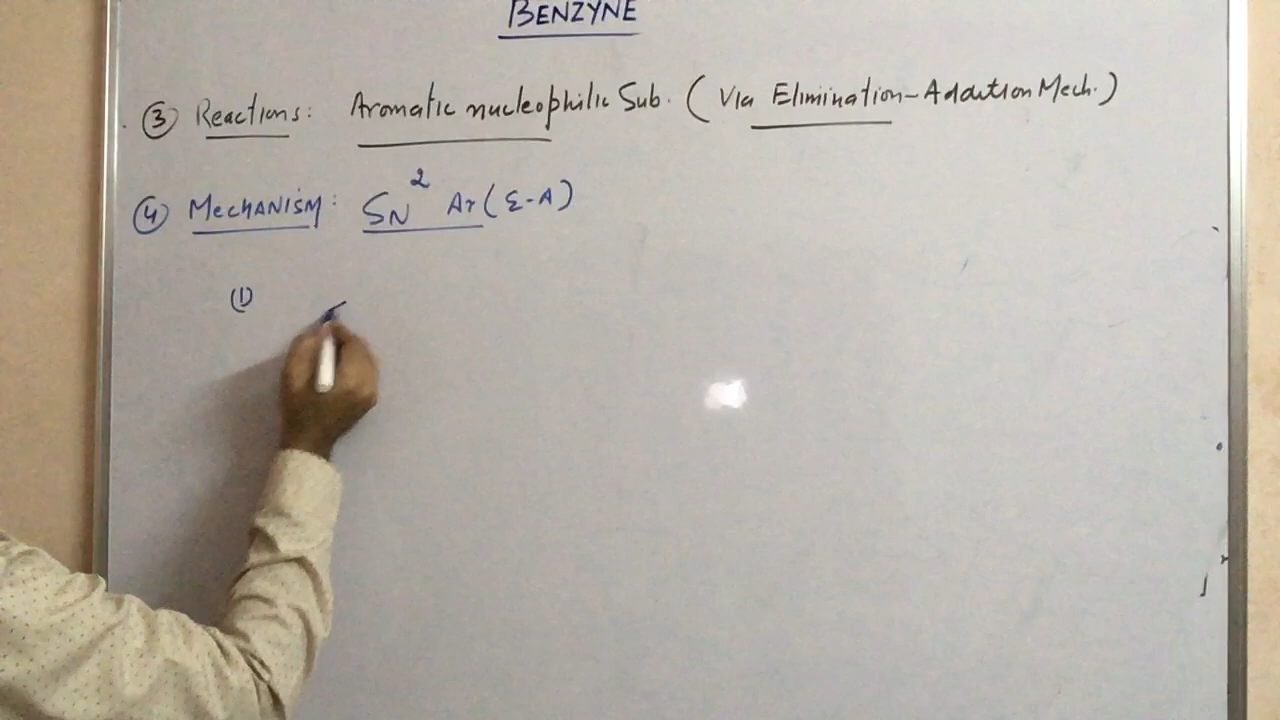 BENZYNE
③ Reactions: Aromatic nucleophilic Sub. (Via Elimination-Addition Mech.)
④ MECHANISM: SN² Ar(E-A)
(1)